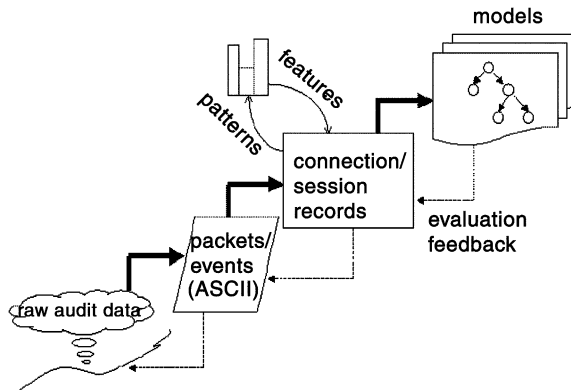 models
features
patterns
connection/
session
records
evaluation
feedback
packets/
events
(ASCII)
raw audit data